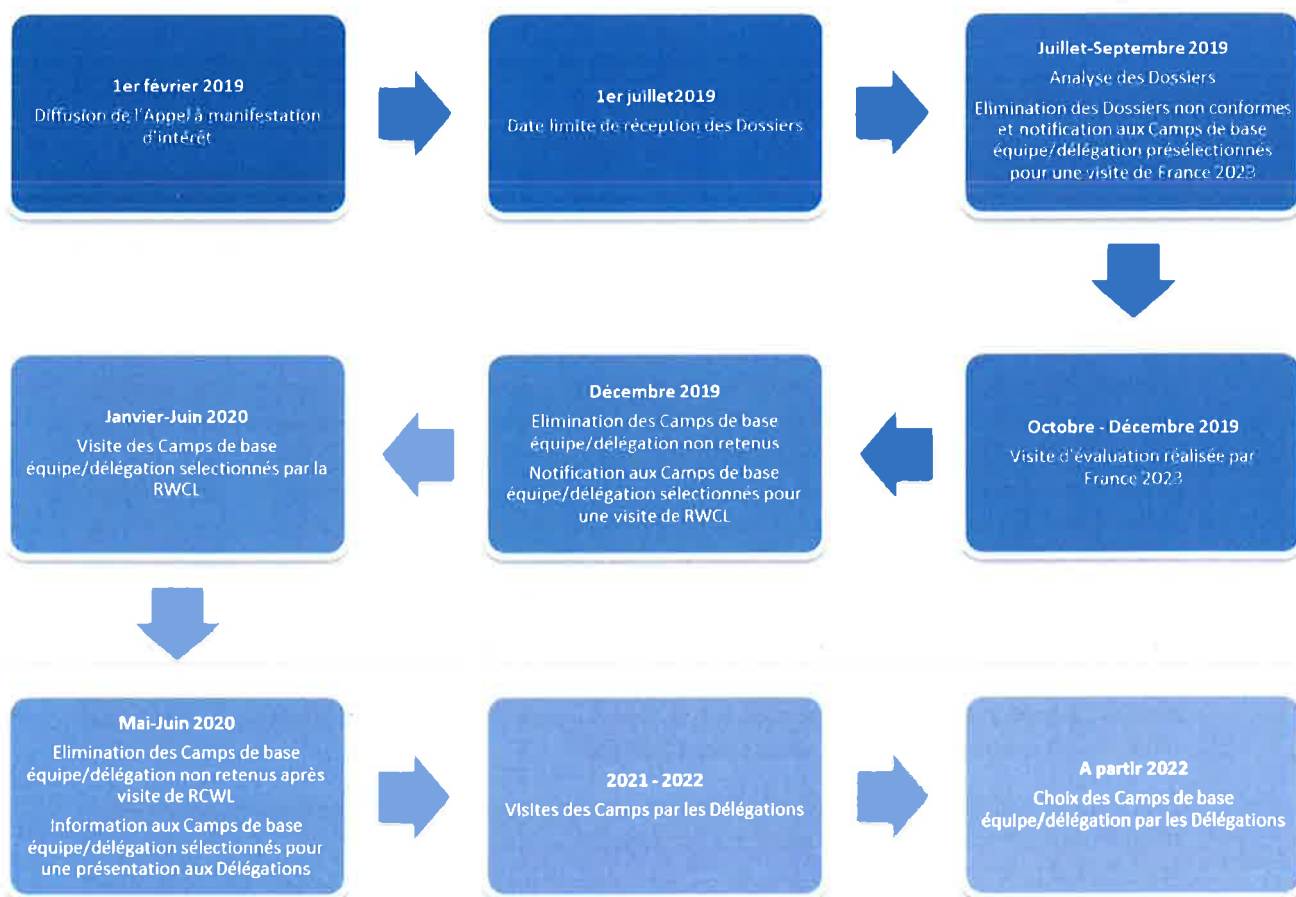 1er février 2019
Diffusion de l'Appel à manifestation
d'intérêt
1er juillet2019
Date limite de réception des Dossiers
Juillet-Septembre 2019
Analyse des Dossiers
Elimination des Dossiers non conformes
et notification aux Camps de base
équipe/délégation présélectionnés
pour une visite de France 2023
Octobre - Décembre 2019
Visite d'évaluation réalisée par
France 2023
Décembre 2019
Elimination des Camps de base
équipe/délégation non retenus
Notification aux Camps de base
équipe/délégation sélectionnés pour
une visite de RWCL
Janvier-Juin 2020
Visite des Camps de base
équipe/délégation sélectionnés par la
RWCL
Mai-Juin 2020
Elimination des Camps de base
équipe/délégation non retenus après
visite de RCWL
Information aux Camps de base
équipe/délégation sélectionnés pour
une présentation aux Délégations
2021 - 2022
Visites des Camps par les Délégations
A partir 2022
Choix des Camps de base
équipe/délégation par les Délégations